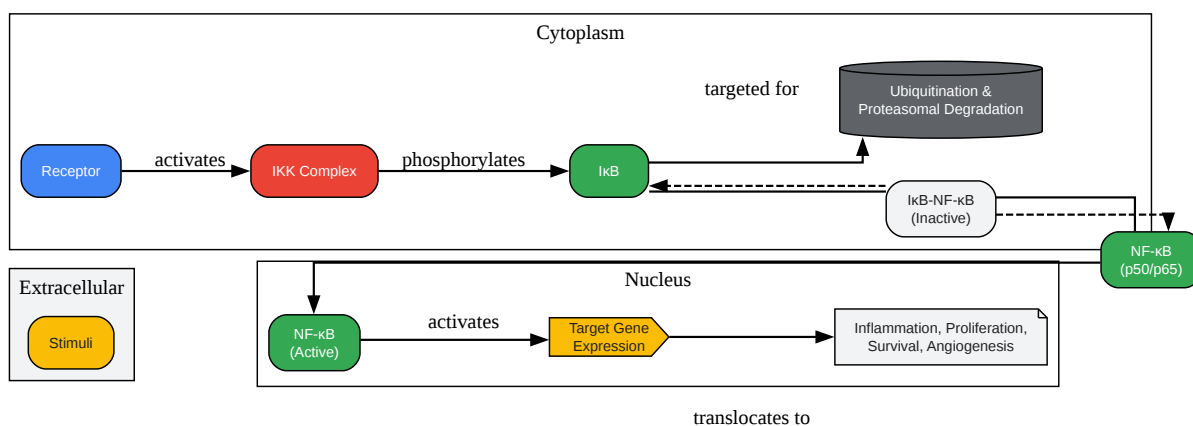 Cytoplasm
targeted for
Ubiquitination &
Proteasomal Degradation
Receptor
activates
IKK Complex
phosphorylates
IκB
IκB-NF-κB
(Inactive)
NF-κB
(p50/p65)
Extracellular
Stimuli
Nucleus
NF-κB
(Active)
activates
Target Gene
Expression
Inflammation, Proliferation,
Survival, Angiogenesis
translocates to